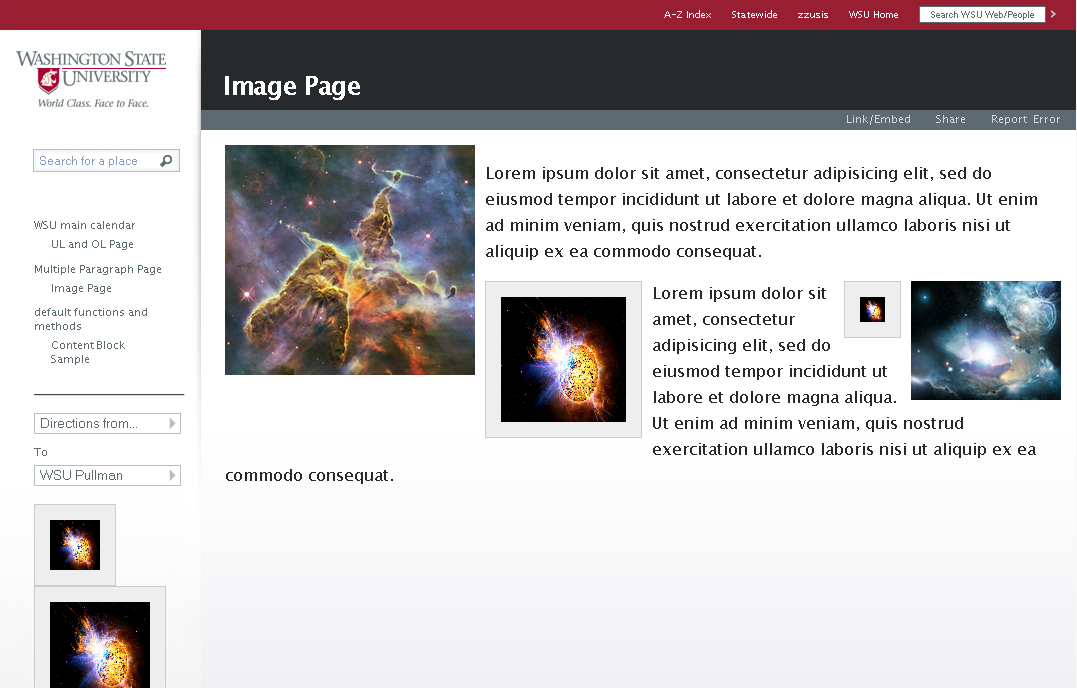 A-Z Index Statewide zzusis WSU Home Search WSU Web/People
WASHINGTON STATE
UNIVERSITY
World Class. Face to Face.
Image Page
Link/Embed Share Report Error
Search for a place
WSU main calendar
UL and OL Page
Multiple Paragraph Page
Image Page
default functions and
methods
Content Block
Sample
Directions from...
To
WSU Pullman
Lorem ipsum dolor sit amet, consectetur adipisicing elit, sed do
eiusmod tempor incididunt ut labore et dolore magna aliqua. Ut enim
ad minim veniam, quis nostrud exercitation ullamco laboris nisi ut
aliquip ex ea commodo consequat.
Lorem ipsum dolor sit
amet, consectetur
adipisicing elit, sed do
eiusmod tempor incididunt ut
labore et dolore magna aliqua.
Ut enim ad minim veniam, quis nostrud
exercitation ullamco laboris nisi ut aliquip ex ea
commodo consequat.